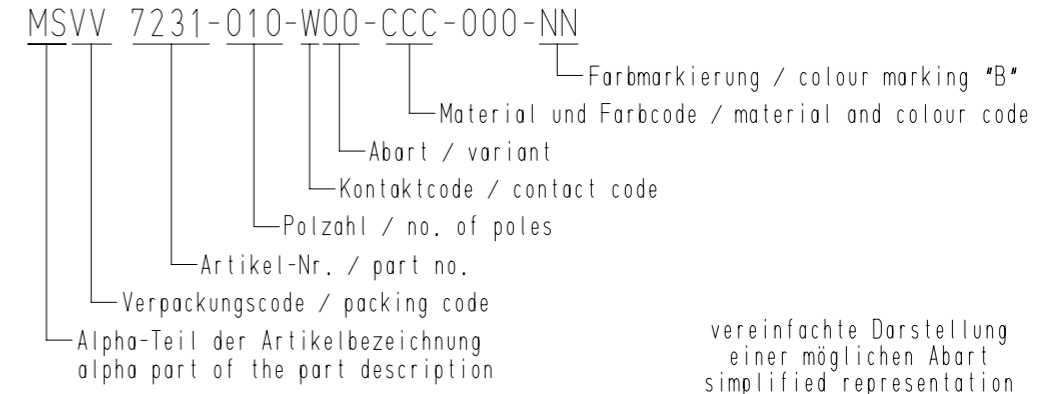 MSVV 7231-010-W00-CCC-000-NN
Farbmarkierung / colour marking "B"
Material und Farbcode / material and colour code
Abart / variant
Kontaktcode / contact code
Polzahl / no. of poles
Artikel-Nr. / part no.
Verpackungscode / packing code
Alpha-Teil der Artikelbezeichnung
alpha part of the part description
vereinfachte Darstellung
einer möglichen Abart
simplified representation